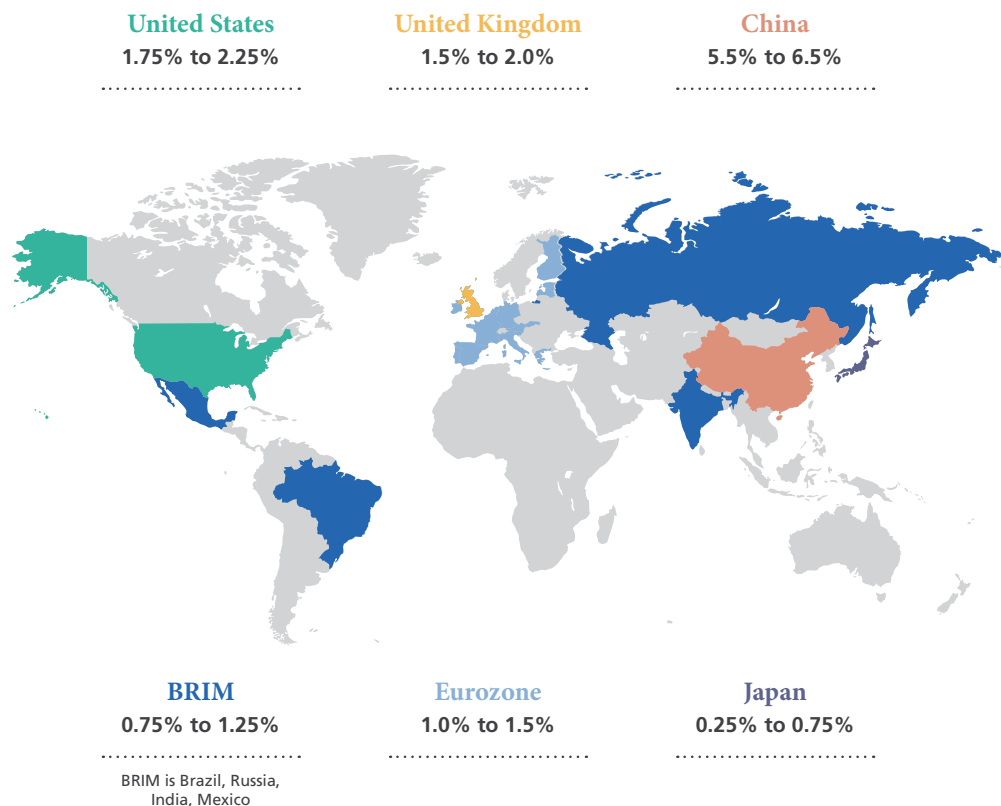 United States
1.75% to 2.25%
United Kingdom
1.5% to 2.0%
China
5.5% to 6.5%
BRIM
0.75% to 1.25%
BRIM is Brazil, Russia,
India, Mexico
Eurozone
1.0% to 1.5%
Japan
0.25% to 0.75%